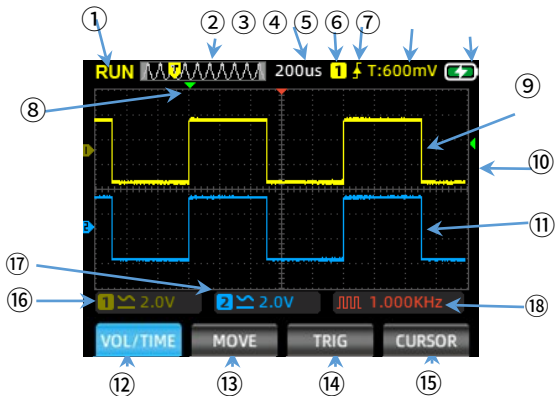 ① ② ③ ④ ⑤ ⑥ ⑦
RUN T 200us 1 T:600mV
⑧ ⑨
1 ⑩
2 ⑪
⑰
⑯ 1 2.0V 2 2.0V 1.000KHz ⑱
VOL/TIME MOVE TRIG CURSOR
⑫ ⑬ ⑭ ⑮